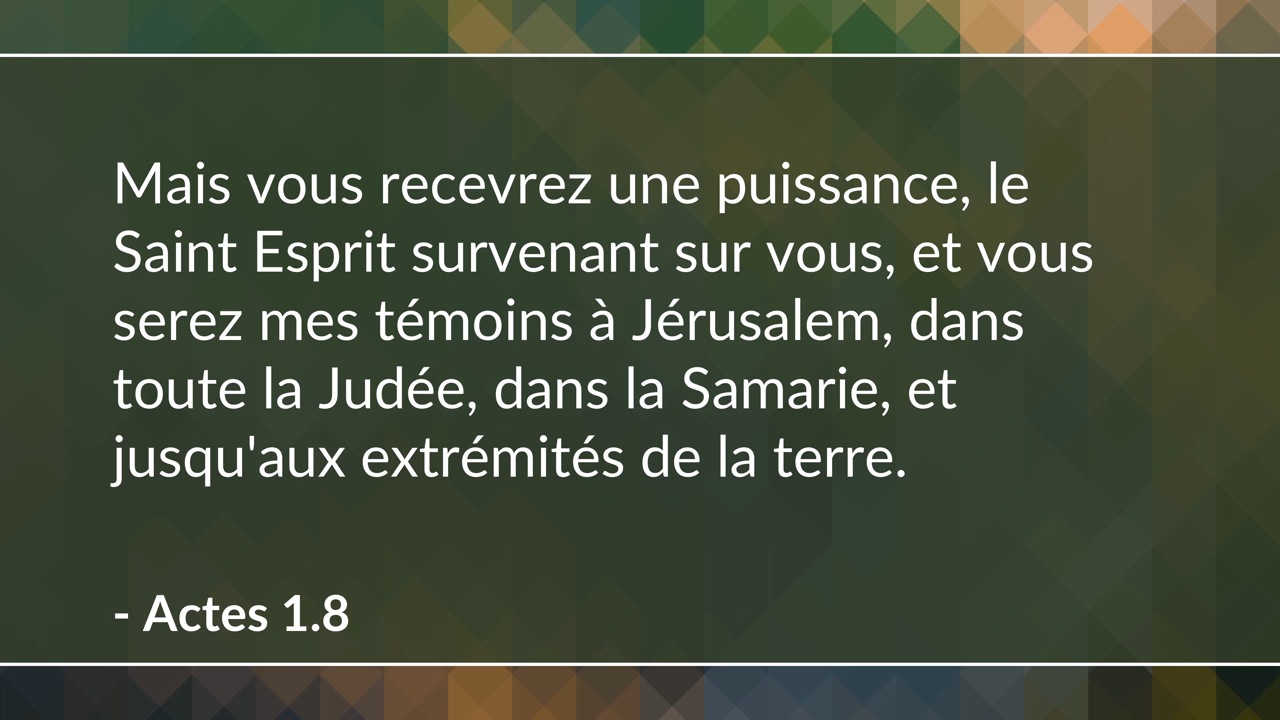 Mais vous recevrez une puissance, le
Saint Esprit survenant sur vous, et vous
serez mes témoins à Jérusalem, dans
toute la Judée, dans la Samarie, et
jusqu'aux extrémités de la terre.
- Actes 1.8